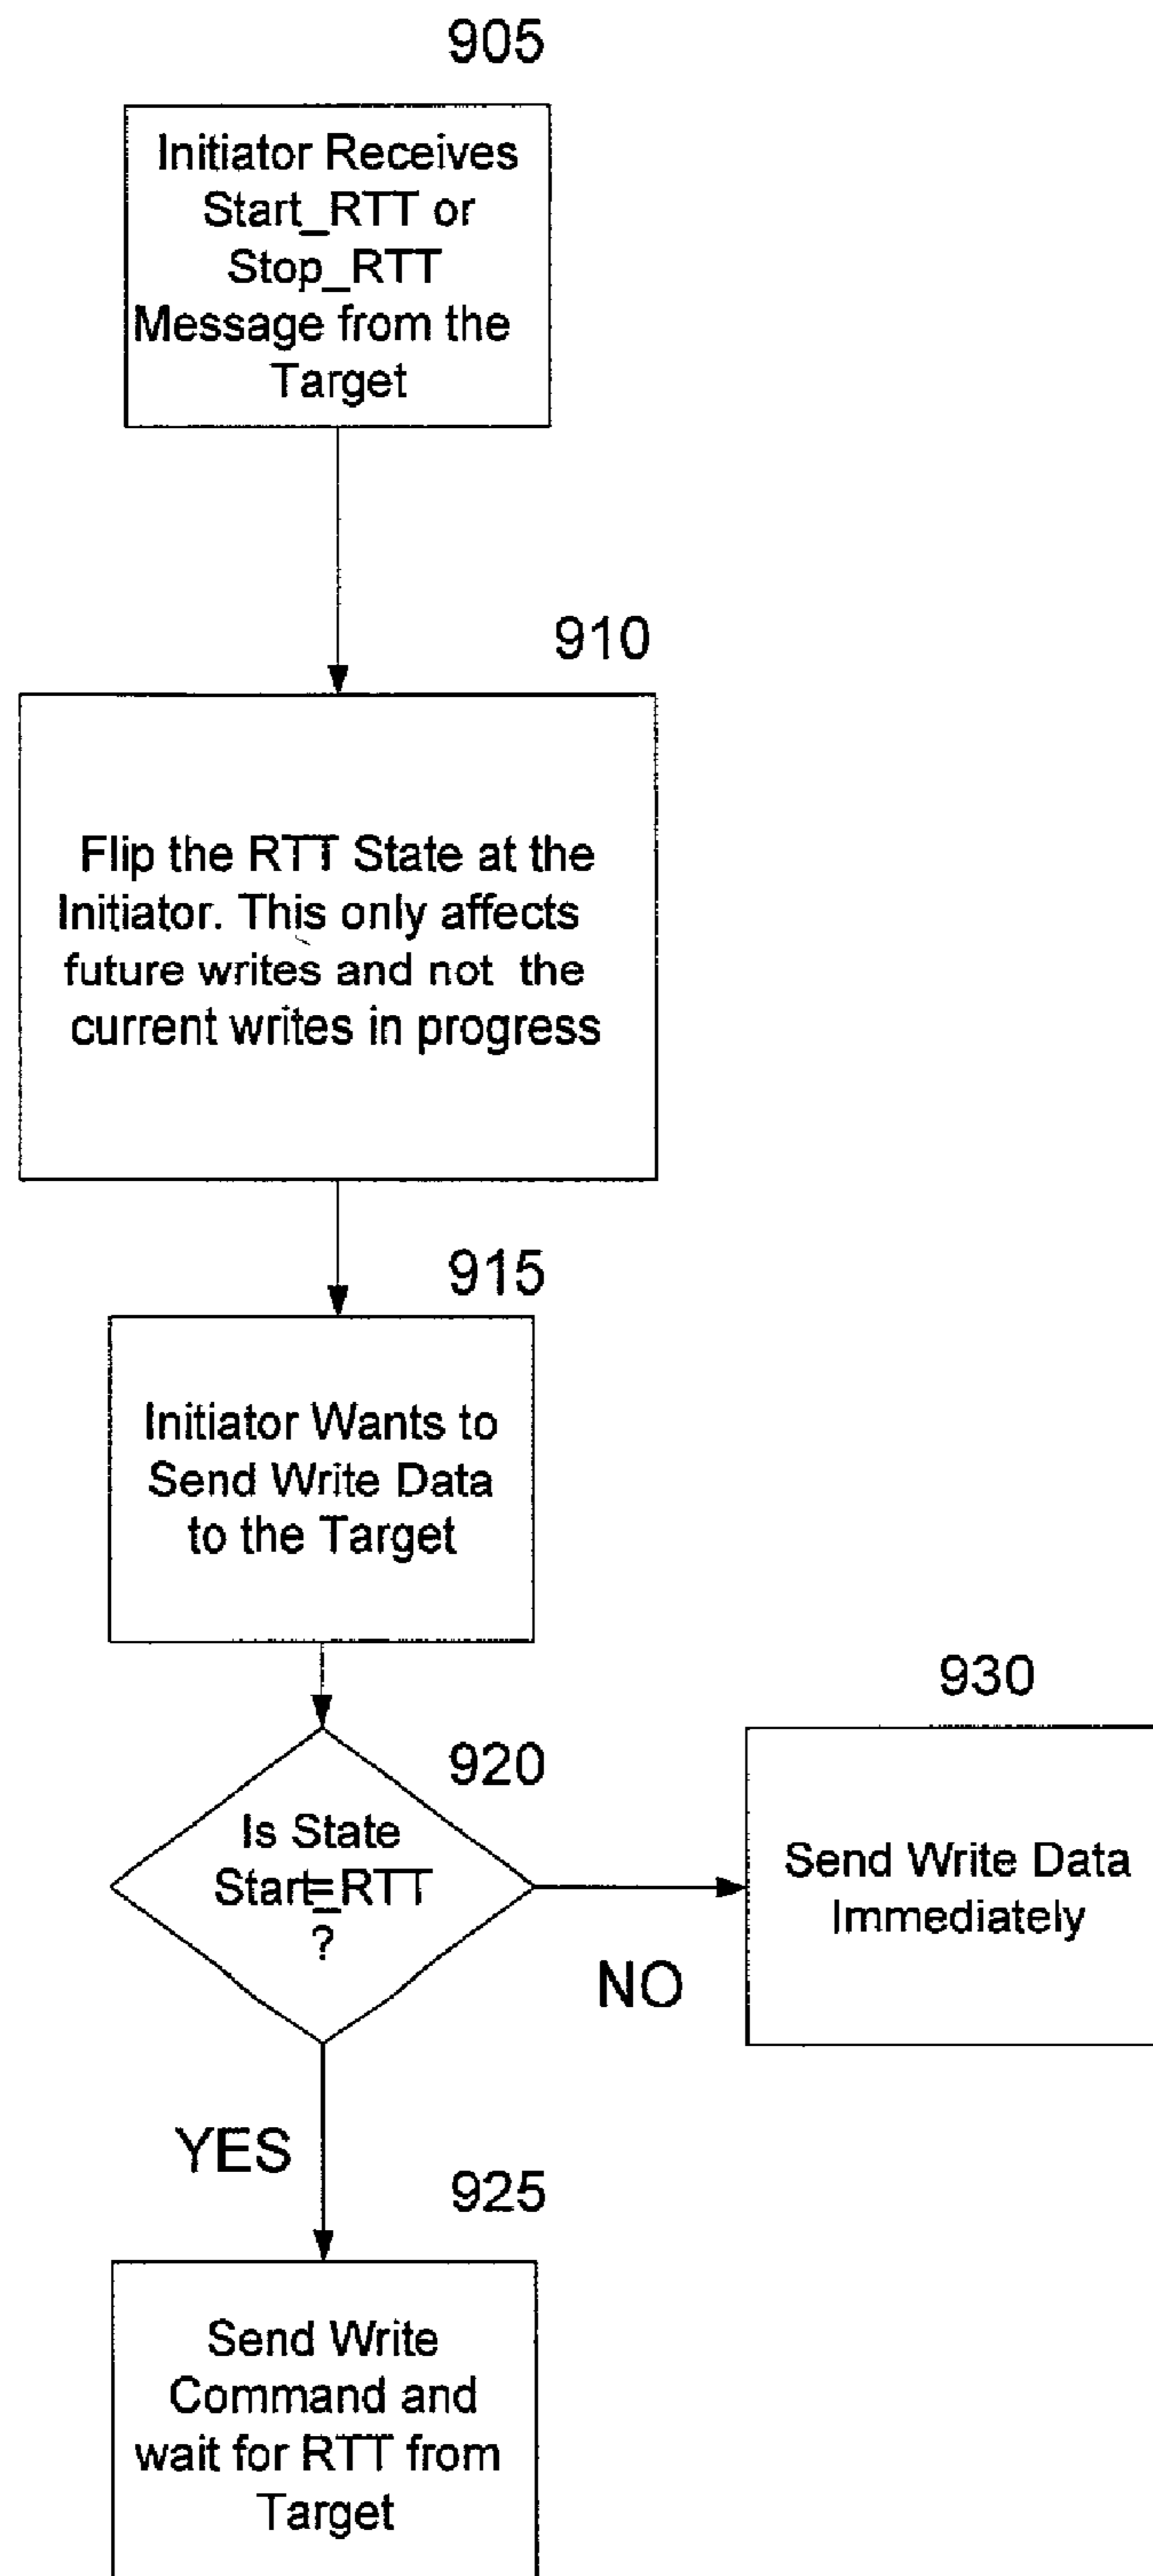 905
Initiator Receives
Start_RTT or
Stop_RTT
Message from the
Target
910
Flip the RTT State at the
Initiator. This only affects
future writes and not the
current writes in progress
915
Initiator Wants to
Send Write Data
to the Target
920
Is State
Start=_RTT
?
930
Send Write Data
Immediately
NO
YES
925
Send Write
Command and
wait for RTT from
Target